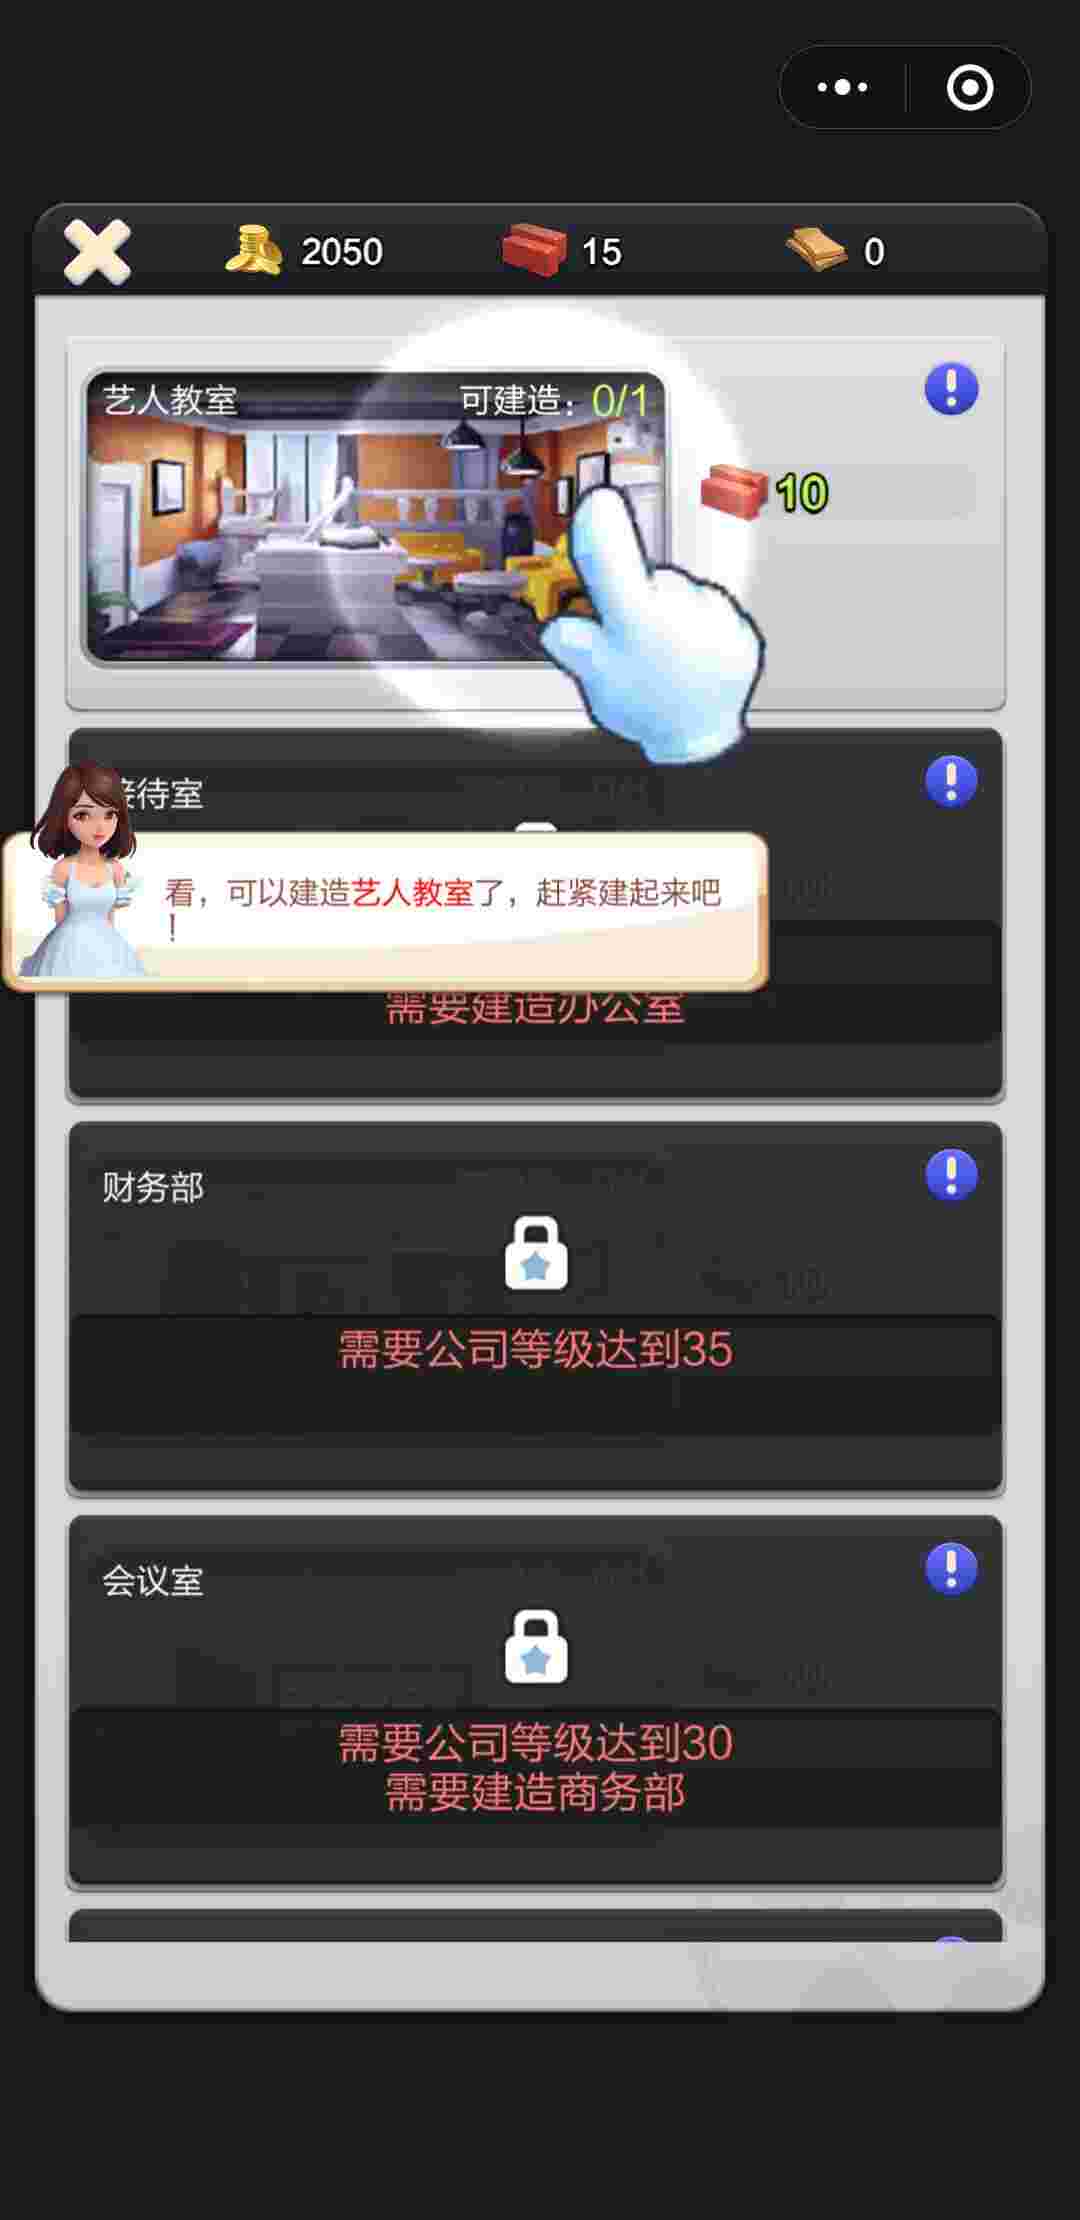 2050
15
0
艺人教室
可建造：0/1
10
接待室
看，可以建造艺人教室了，赶紧建起来吧
！
需要建造办公室
财务部
需要公司等级达到35
会议室
需要公司等级达到30
需要建造商务部